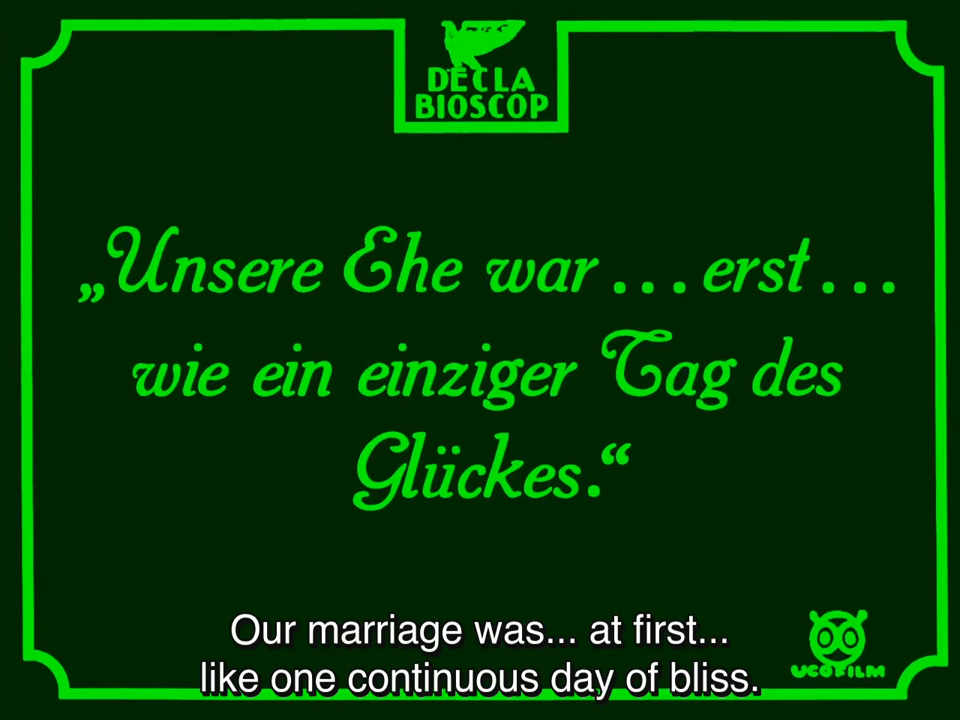 DECLA
BIOSCOP
„Unsere Ehe war ... erst ...
wie ein einziger Tag des
Glückes.“
Our marriage was... at first...
like one continuous day of bliss.
UCOFILM